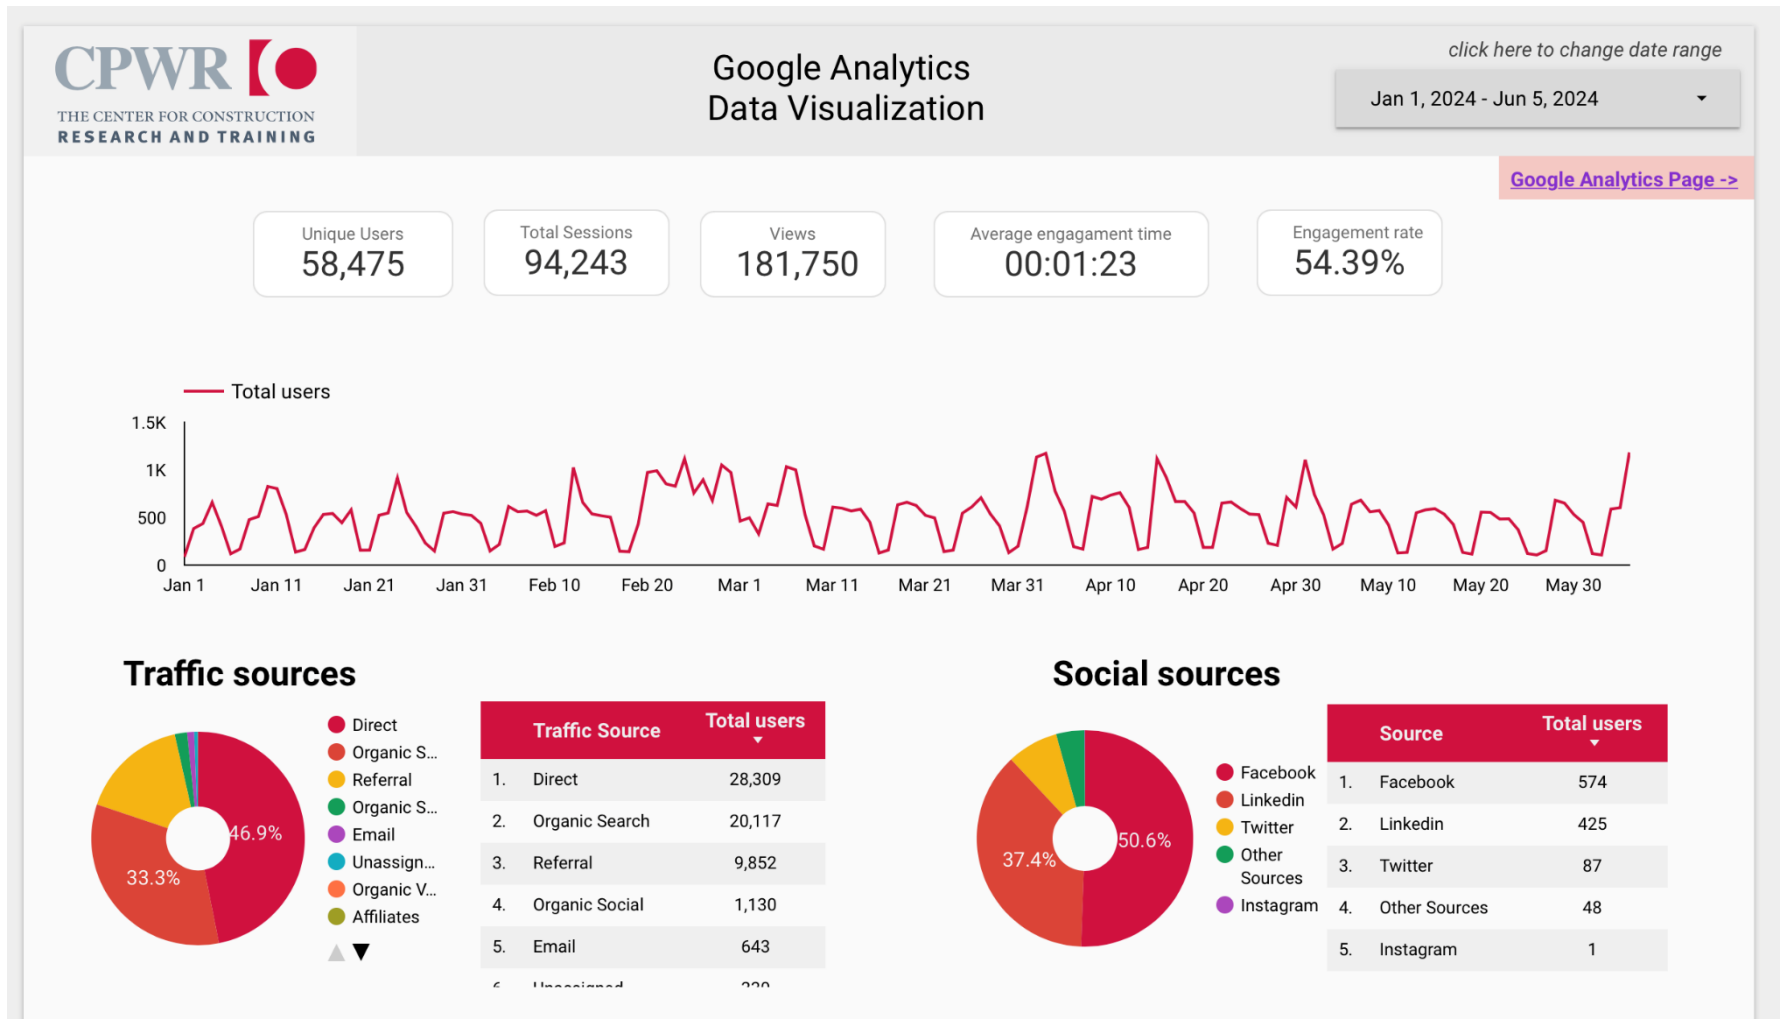 CPWR
THE CENTER FOR CONSTRUCTION
RESEARCH AND TRAINING
Google Analytics
Data Visualization
click here to change date range
Jan 1, 2024 - Jun 5, 2024
Google Analytics Page ->
Unique Users
58,475
Total Sessions
94,243
Views
181,750
Average engagament time
00:01:23
Engagement rate
54.39%
Total users
1.5K
1K
500
0
Jan 1 Jan 11 Jan 21 Jan 31 Feb 10 Feb 20 Mar 1 Mar 11 Mar 21 Mar 31 Apr 10 Apr 20 Apr 30 May 10 May 20 May 30
Traffic sources
46.9%
33.3%
Direct
Organic S...
Referral
Organic S...
Email
Unassign...
Organic V...
Affiliates
Traffic Source Total users
1. Direct 28,309
2. Organic Search 20,117
3. Referral 9,852
4. Organic Social 1,130
5. Email 643
Social sources
50.6%
37.4%
Facebook
Linkedin
Twitter
Other
Sources
Instagram
Source Total users
1. Facebook 574
2. Linkedin 425
3. Twitter 87
4. Other Sources 48
5. Instagram 1